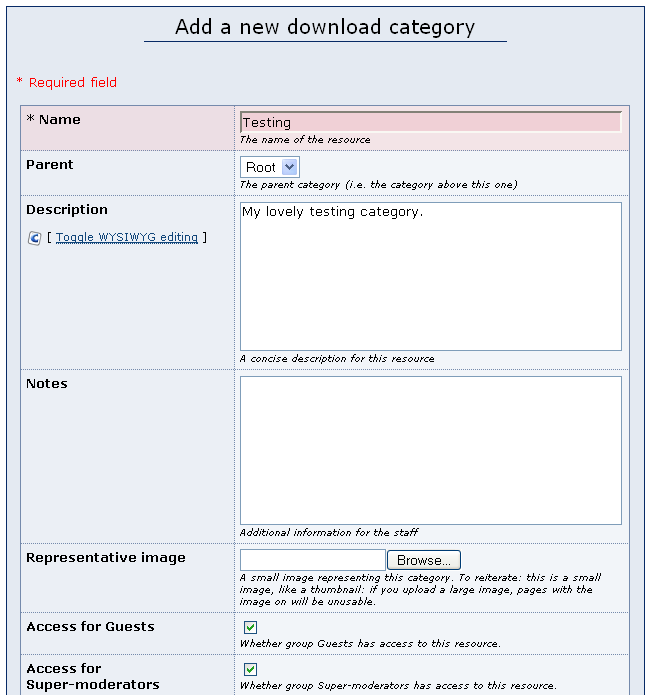 Add a new download category
* Required field
* Name
Testing
The name of the resource
Parent
Root
The parent category (i.e. the category above this one)
Description
[ Toggle WYSIWYG editing ]
My lovely testing category.
A concise description for this resource
Notes
Additional information for the staff
Representative image
Browse...
A small image representing this category. To reiterate: this is a small
image, like a thumbnail: if you upload a large image, pages with the
image on will be unusable.
Access for Guests
Whether group Guests has access to this resource.
Access for
Super-moderators
Whether group Super-moderators has access to this resource.